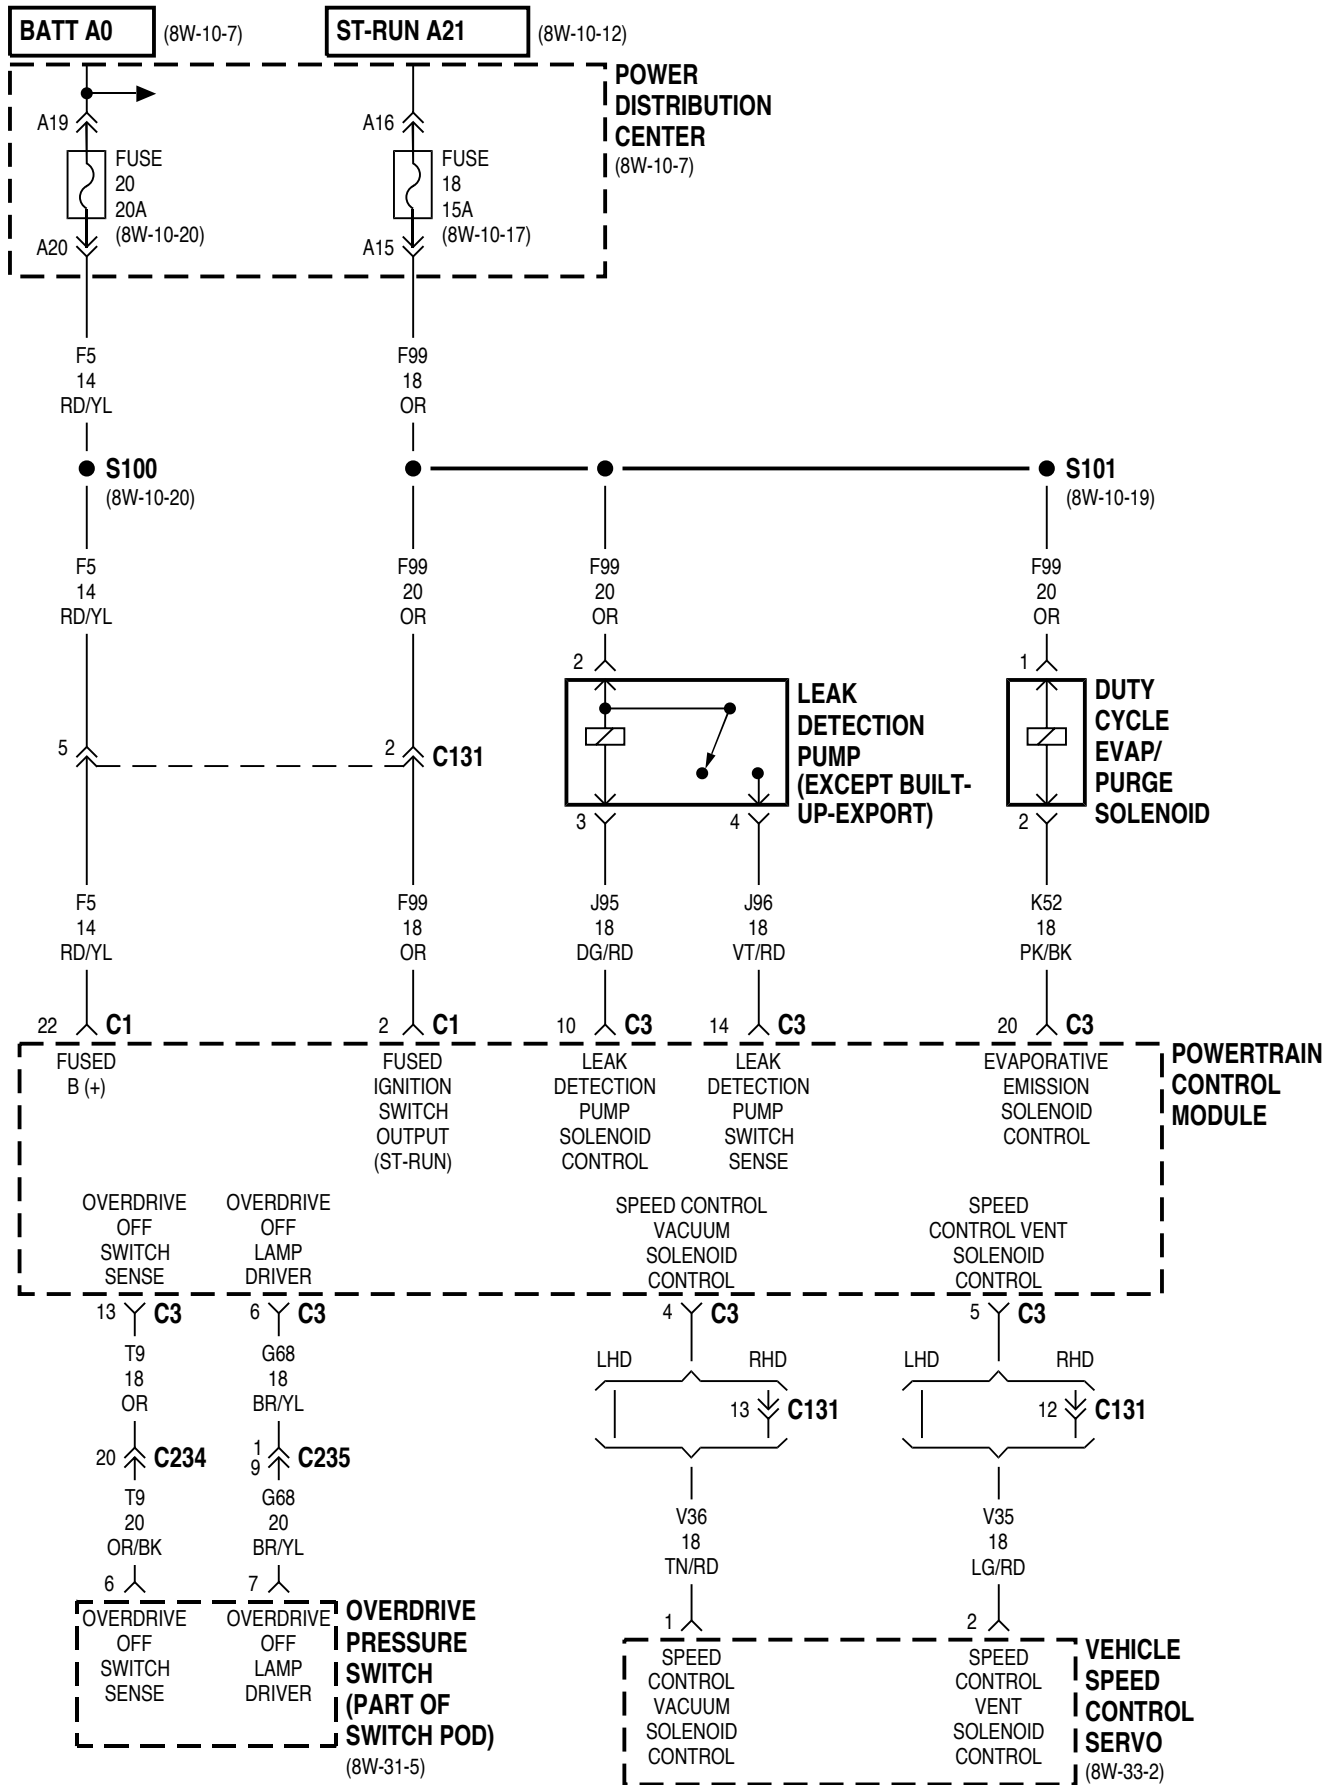 BATT A0 (8W-10-7)
ST-RUN A21 (8W-10-12)
POWER
DISTRIBUTION
CENTER
(8W-10-7)
A19
FUSE
20
20A
(8W-10-20)
A20
A16
FUSE
18
15A
(8W-10-17)
A15
F5
14
RD/YL
F99
18
OR
S100
(8W-10-20)
S101
(8W-10-19)
F5
14
RD/YL
F99
20
OR
F99
20
OR
F99
20
OR
5
2 C131
2
LEAK
DETECTION
PUMP
(EXCEPT BUILT-
UP-EXPORT)
3
4
1
DUTY
CYCLE
EVAP/
PURGE
SOLENOID
2
F5
14
RD/YL
F99
18
OR
J95
18
DG/RD
J96
18
VT/RD
K52
18
PK/BK
22 C1
2 C1
10 C3
14 C3
20 C3
POWERTRAIN
CONTROL
MODULE
FUSED
B (+)
FUSED
IGNITION
SWITCH
OUTPUT
(ST-RUN)
LEAK
DETECTION
PUMP
SOLENOID
CONTROL
LEAK
DETECTION
PUMP
SWITCH
SENSE
EVAPORATIVE
EMISSION
SOLENOID
CONTROL
OVERDRIVE
OFF
SWITCH
SENSE
OVERDRIVE
OFF
LAMP
DRIVER
SPEED CONTROL
VACUUM
SOLENOID
CONTROL
SPEED
CONTROL VENT
SOLENOID
CONTROL
13 C3
6 C3
4 C3
5 C3
T9
18
OR
G68
18
BR/YL
LHD
RHD
13 C131
LHD
RHD
12 C131
20 C234
1
9
C235
T9
20
OR/BK
G68
20
BR/YL
V36
18
TN/RD
V35
18
LG/RD
6
7
OVERDRIVE
OFF
SWITCH
SENSE
OVERDRIVE
OFF
LAMP
DRIVER
OVERDRIVE
PRESSURE
SWITCH
(PART OF
SWITCH POD)
(8W-31-5)
1
2
SPEED
CONTROL
VACUUM
SOLENOID
CONTROL
SPEED
CONTROL
VENT
SOLENOID
CONTROL
VEHICLE
SPEED
CONTROL
SERVO
(8W-33-2)